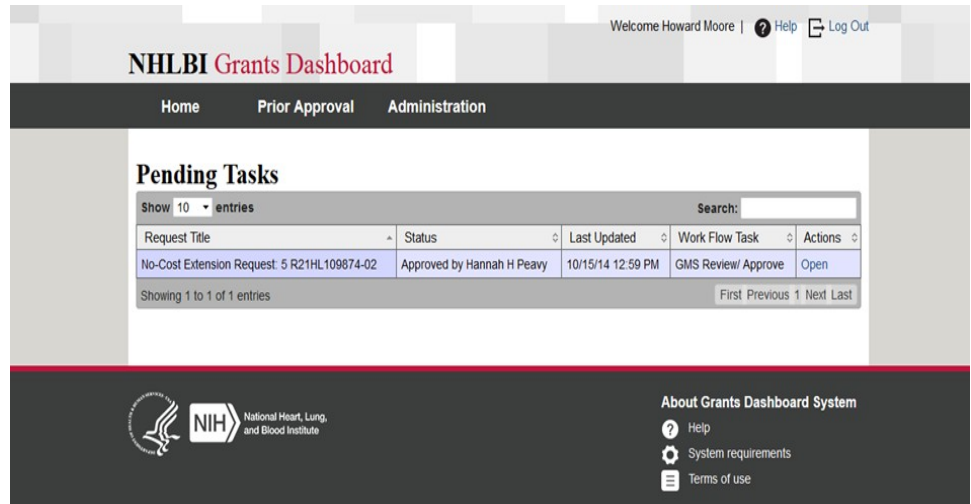 Welcome Howard Moore | Help Log Out
NHLBI Grants Dashboard
Home Prior Approval Administration
Pending Tasks
Show 10 entries Search:
Request Title Status Last Updated Work Flow Task Actions
No-Cost Extension Request: 5 R21HL109874-02 Approved by Hannah H Peavy 10/15/14 12:59 PM GMS Review/ Approve Open
Showing 1 to 1 of 1 entries First Previous 1 Next Last
NIH National Heart, Lung,
and Blood Institute
About Grants Dashboard System
Help
System requirements
Terms of use